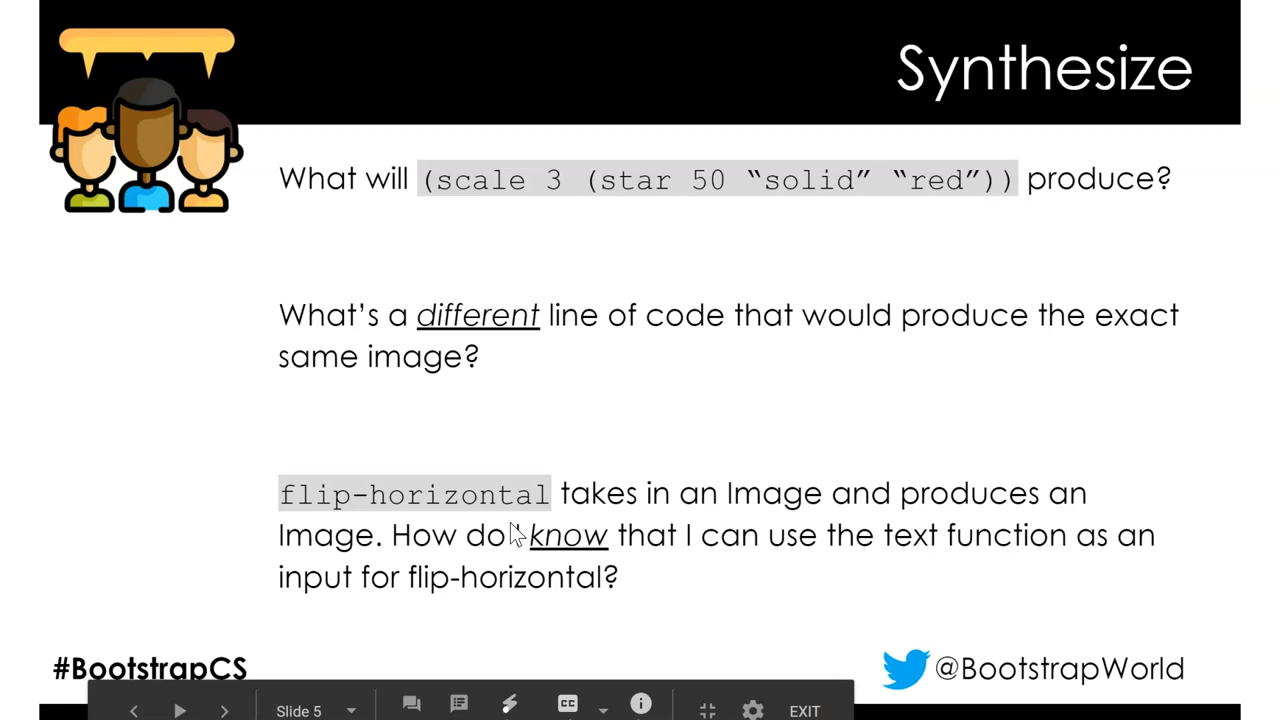 Synthesize
What will (scale 3 (star 50 “solid” “red”)) produce?
What’s a different line of code that would produce the exact
same image?
flip-horizontal takes in an Image and produces an
Image. How do I know that I can use the text function as an
input for flip-horizontal?
#BootstrapCS
@BootstrapWorld
Slide 5
CC
EXIT